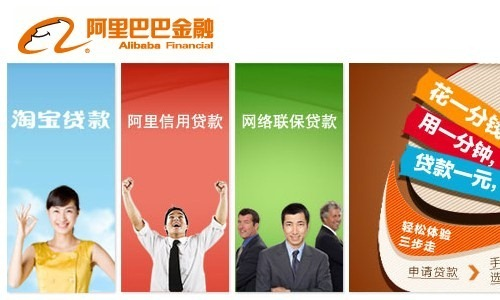 阿里巴巴金融
Alibaba Financial
淘宝贷款
阿里信用贷款
网络联保贷款
花一分钱
用一分钟,
贷款一元,
轻松体验
三步走
申请贷款 >
手
选